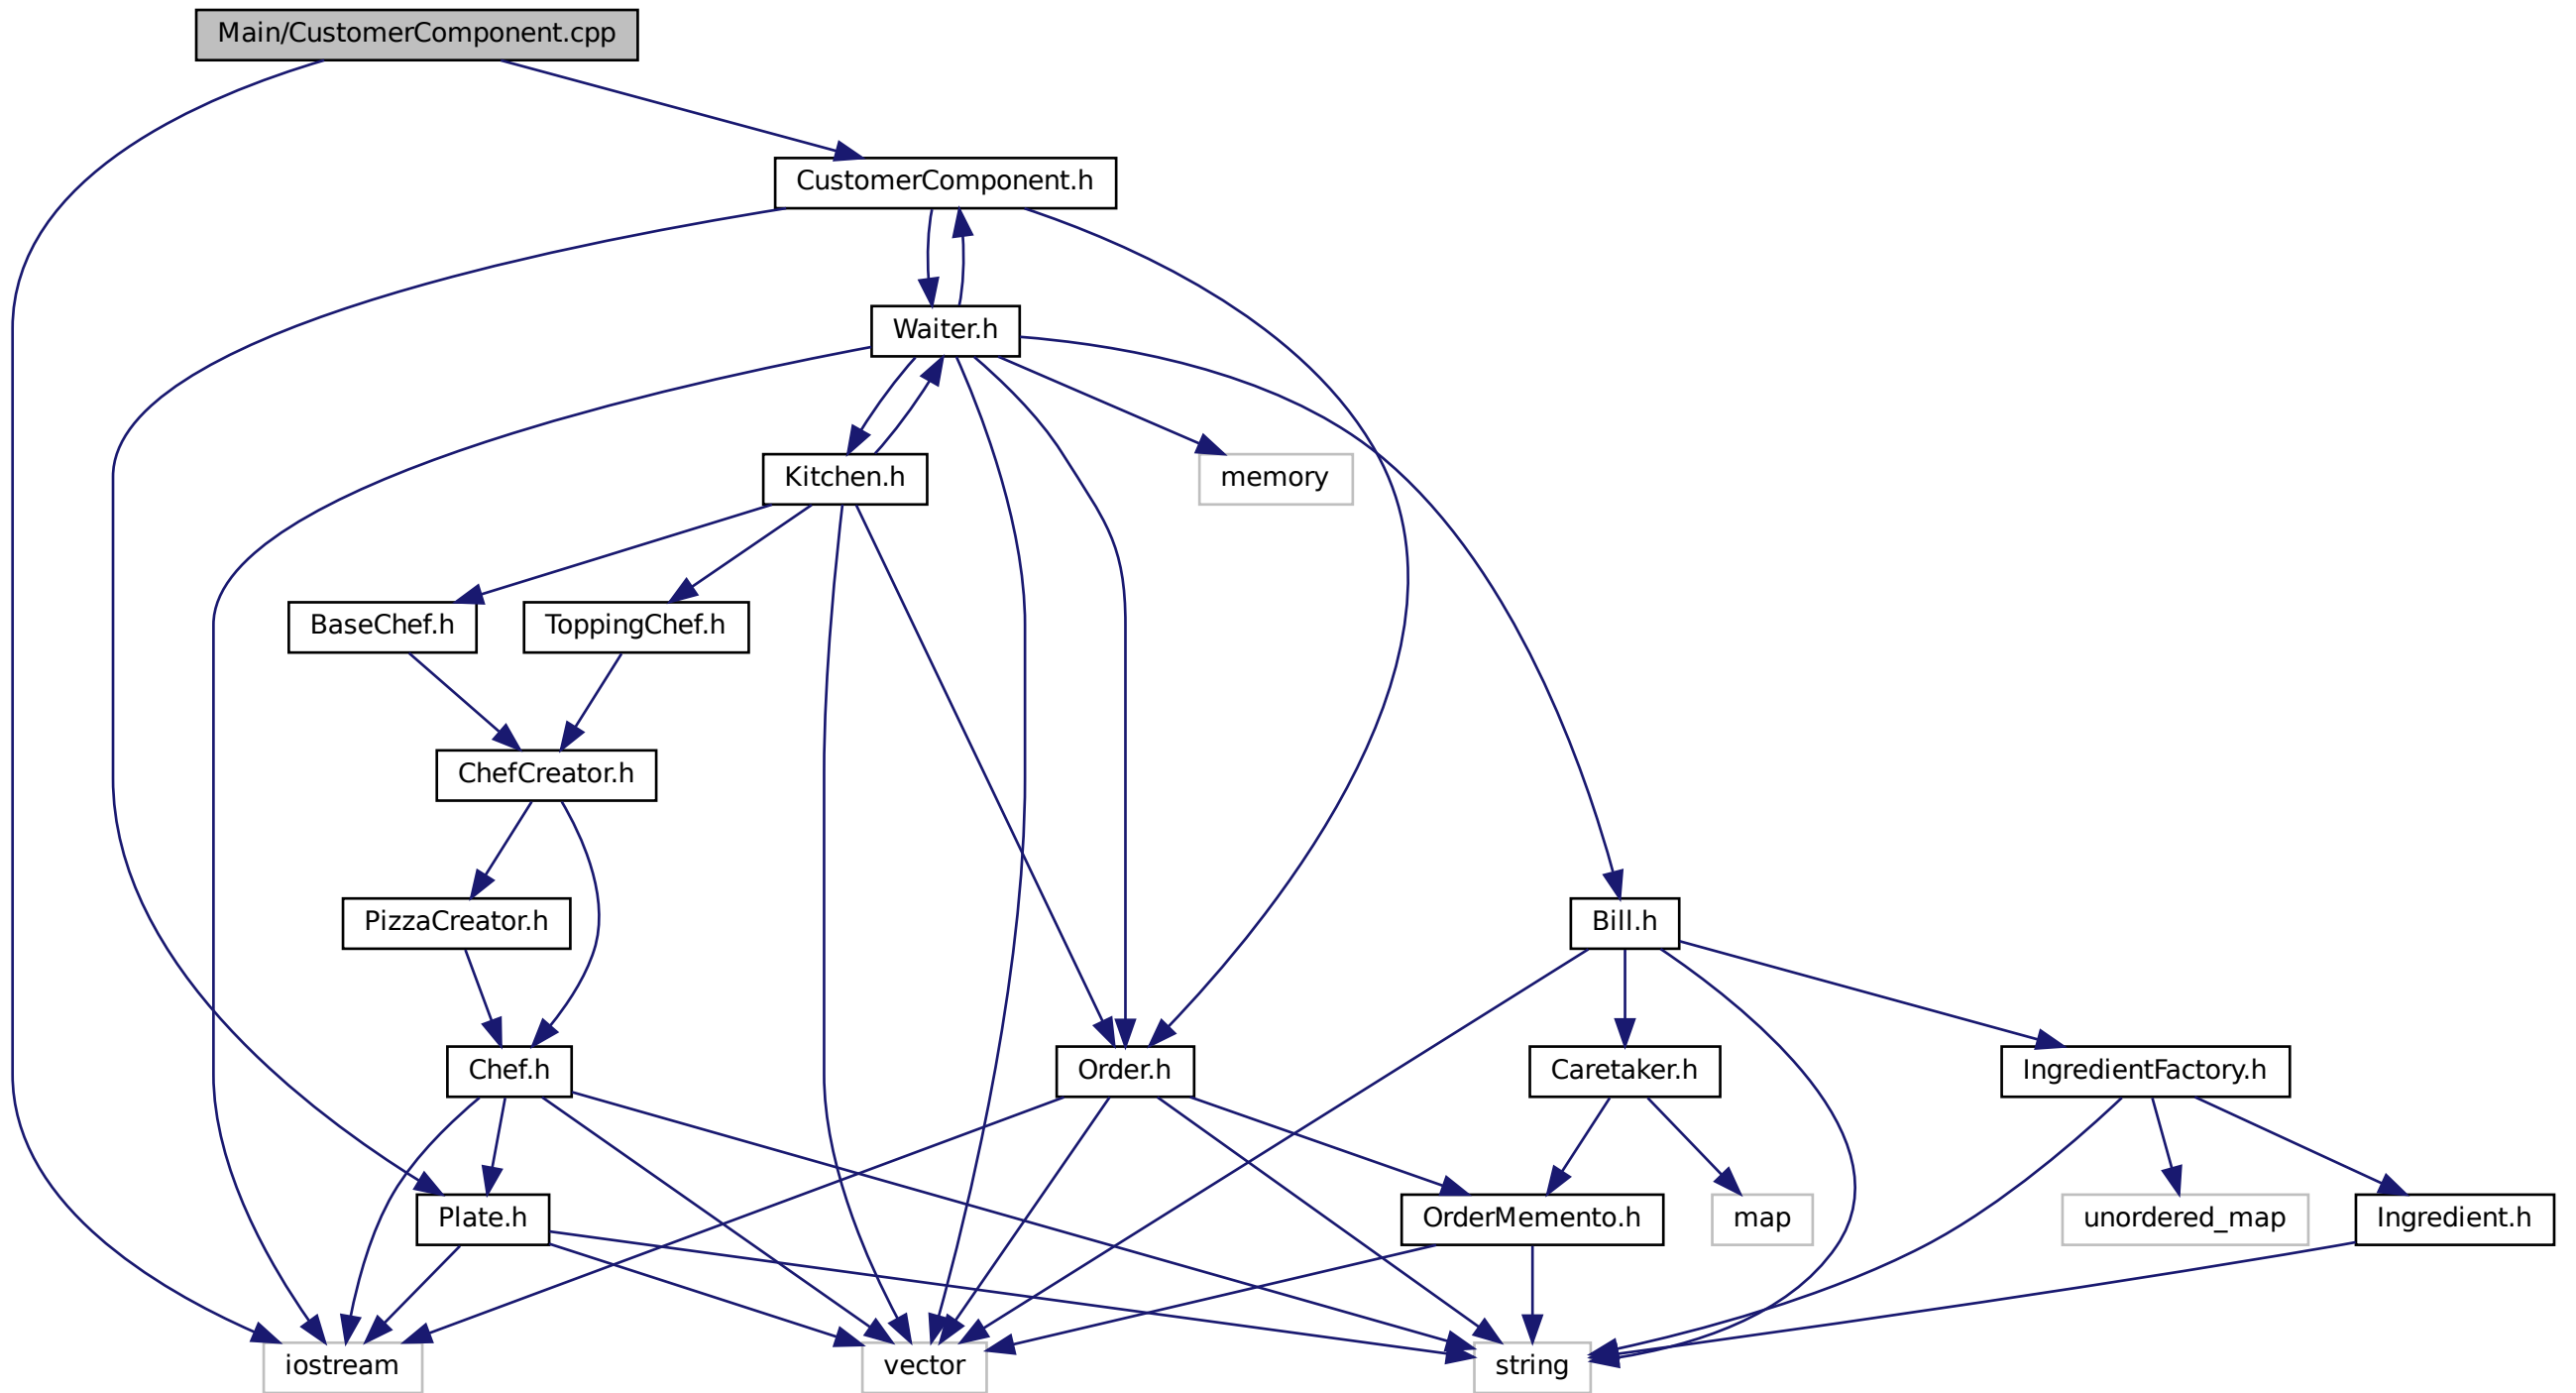 Main/CustomerComponent.cpp
CustomerComponent.h
Waiter.h
Kitchen.h
memory
BaseChef.h
ToppingChef.h
ChefCreator.h
PizzaCreator.h
Bill.h
Chef.h
Order.h
Caretaker.h
IngredientFactory.h
Plate.h
OrderMemento.h
map
unordered_map
Ingredient.h
iostream
vector
string